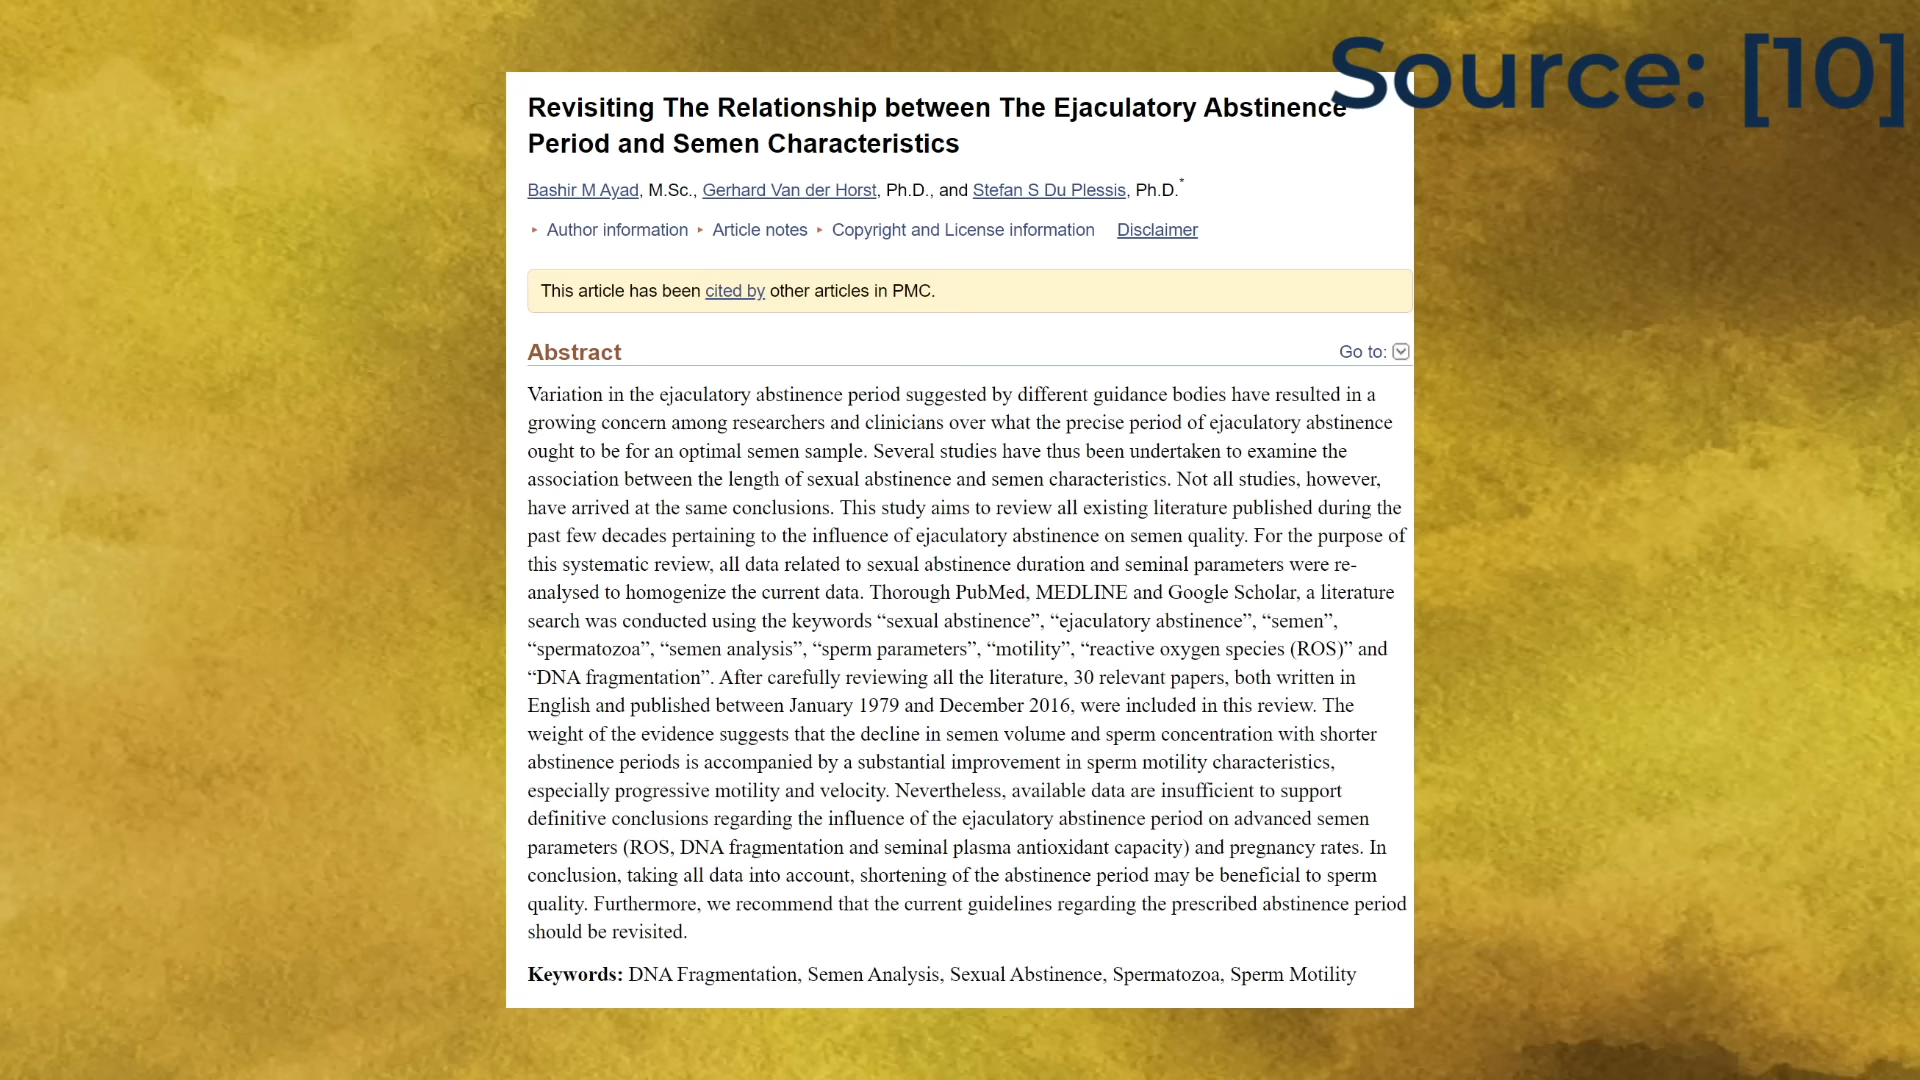 Source: [10]
Revisiting The Relationship between The Ejaculatory Abstinence
Period and Semen Characteristics
Bashir M Ayad, M.Sc., Gerhard Van der Horst, Ph.D., and Stefan S Du Plessis, Ph.D.*
▸ Author information ▸ Article notes ▸ Copyright and License information Disclaimer
This article has been cited by other articles in PMC.
Abstract Go to:
Variation in the ejaculatory abstinence period suggested by different guidance bodies have resulted in a
growing concern among researchers and clinicians over what the precise period of ejaculatory abstinence
ought to be for an optimal semen sample. Several studies have thus been undertaken to examine the
association between the length of sexual abstinence and semen characteristics. Not all studies, however,
have arrived at the same conclusions. This study aims to review all existing literature published during the
past few decades pertaining to the influence of ejaculatory abstinence on semen quality. For the purpose of
this systematic review, all data related to sexual abstinence duration and seminal parameters were re-
analysed to homogenize the current data. Thorough PubMed, MEDLINE and Google Scholar, a literature
search was conducted using the keywords “sexual abstinence”, “ejaculatory abstinence”, “semen”,
“spermatozoa”, “semen analysis”, “sperm parameters”, “motility”, “reactive oxygen species (ROS)” and
“DNA fragmentation”. After carefully reviewing all the literature, 30 relevant papers, both written in
English and published between January 1979 and December 2016, were included in this review. The
weight of the evidence suggests that the decline in semen volume and sperm concentration with shorter
abstinence periods is accompanied by a substantial improvement in sperm motility characteristics,
especially progressive motility and velocity. Nevertheless, available data are insufficient to support
definitive conclusions regarding the influence of the ejaculatory abstinence period on advanced semen
parameters (ROS, DNA fragmentation and seminal plasma antioxidant capacity) and pregnancy rates. In
conclusion, taking all data into account, shortening of the abstinence period may be beneficial to sperm
quality. Furthermore, we recommend that the current guidelines regarding the prescribed abstinence period
should be revisited.
Keywords: DNA Fragmentation, Semen Analysis, Sexual Abstinence, Spermatozoa, Sperm Motility